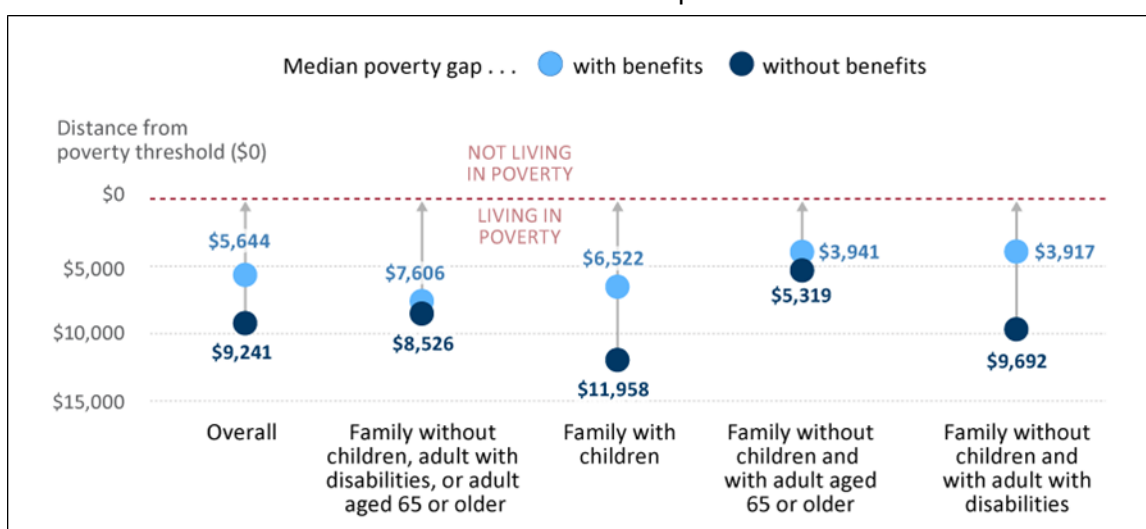 Median poverty gap . . . with benefits without benefits
Distance from
poverty threshold ($0)
NOT LIVING
IN POVERTY
$0
LIVING IN
POVERTY
$5,000
$10,000
$15,000
$5,644
$9,241
$7,606
$8,526
$6,522
$11,958
$3,941
$5,319
$3,917
$9,692
Overall
Family without
children, adult with
disabilities, or adult
aged 65 or older
Family with
children
Family without
children and
with adult aged
65 or older
Family without
children and
with adult with
disabilities